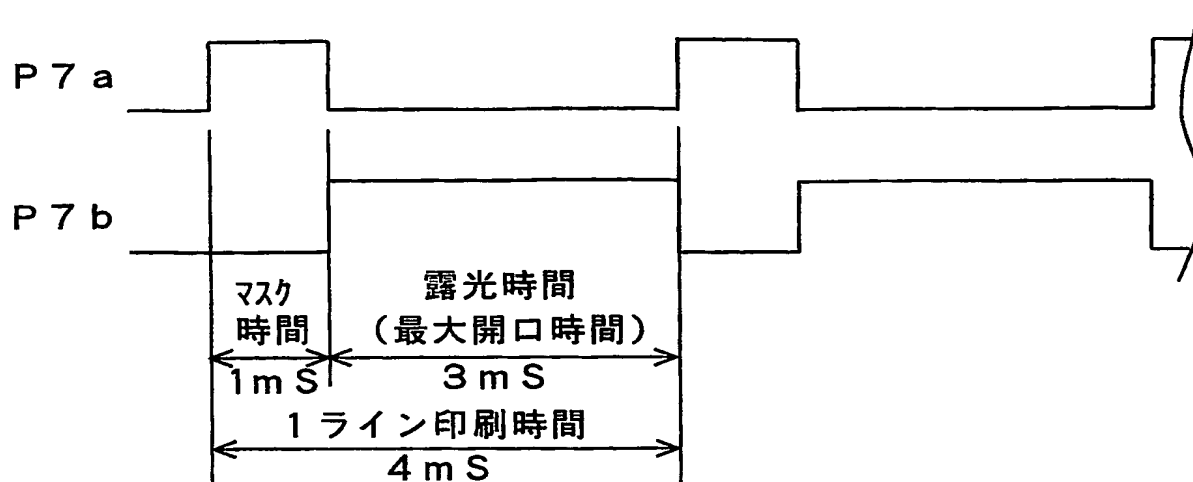 Ｐ７ａ
Ｐ７ｂ
ﾏｽｸ
時間
露光時間
（最大開口時間）
１ｍＳ
３ｍＳ
１ライン印刷時間
４ｍＳ